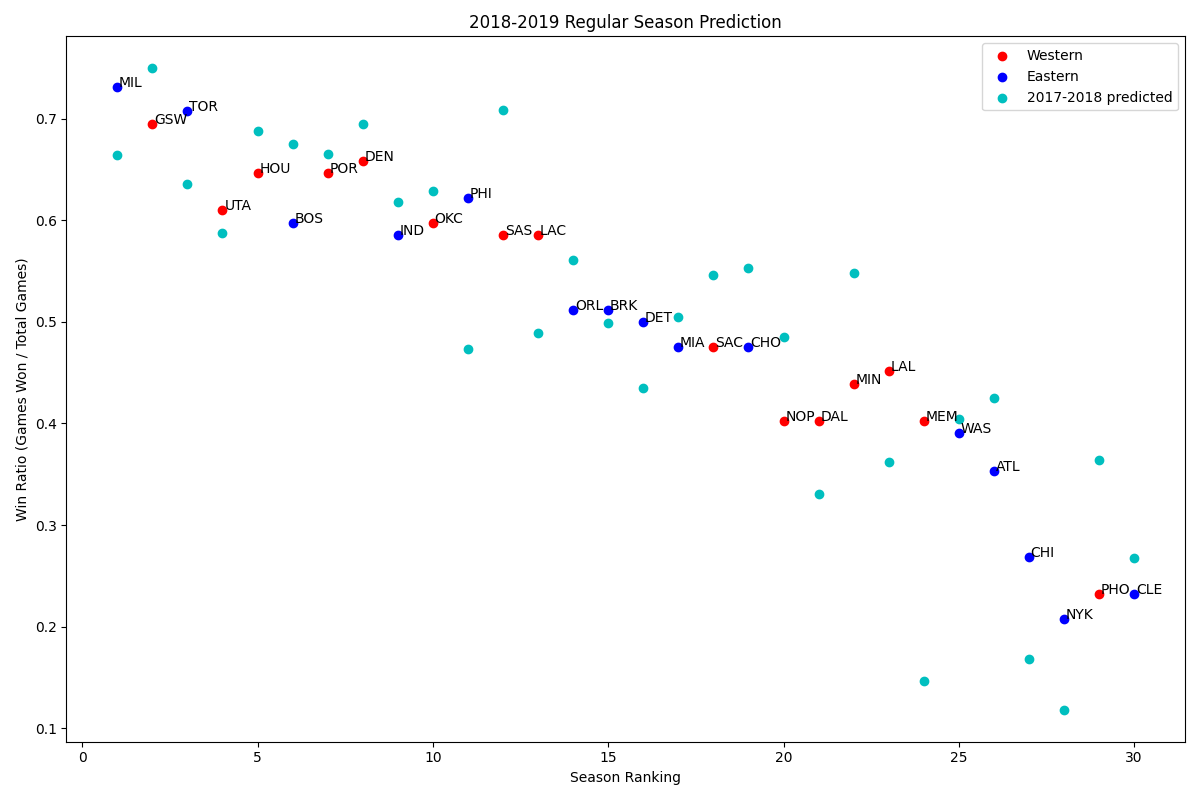 2018-2019 Regular Season Prediction
Western
Eastern
2017-2018 predicted
Win Ratio (Games Won / Total Games)
0.7
0.6
0.5
0.4
0.3
0.2
0.1
MIL
GSW
TOR
UTA
HOU
BOS
POR
DEN
IND
OKC
PHI
SAS
LAC
ORL
BRK
DET
MIA
SAC
CHO
NOP
DAL
MIN
LAL
MEM
WAS
ATL
CHI
NYK
PHO
CLE
0 5 10 15 20 25 30
Season Ranking